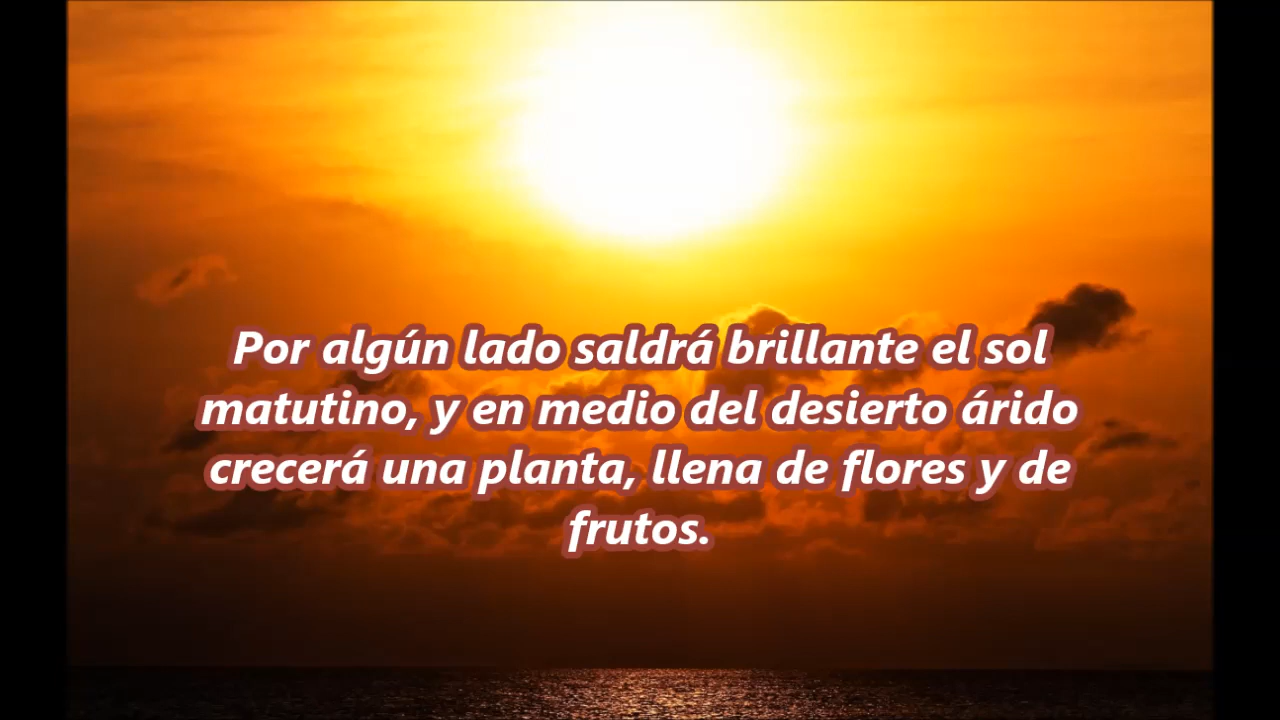 Por algún lado saldrá brillante el sol
matutino, y en medio del desierto árido
crecerá una planta, llena de flores y de
frutos.